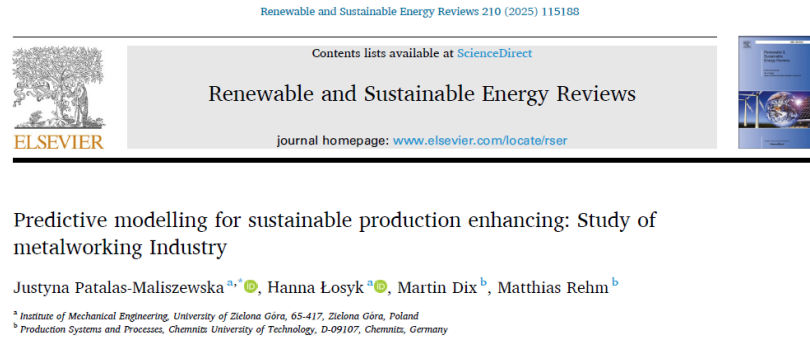 Renewable and Sustainable Energy Reviews 210 (2025) 115188
Contents lists available at ScienceDirect
Renewable and Sustainable Energy Reviews
journal homepage: www.elsevier.com/locate/rser
ELSEVIER
Predictive modelling for sustainable production enhancing: Study of
metalworking Industry
Justyna Patalas-Maliszewska a,* iD, Hanna Łosyk a iD, Martin Dix b, Matthias Rehm b
a Institute of Mechanical Engineering, University of Zielona Góra, 65-417, Zielona Góra, Poland
b Production Systems and Processes, Chemnitz University of Technology, D-09107, Chemnitz, Germany